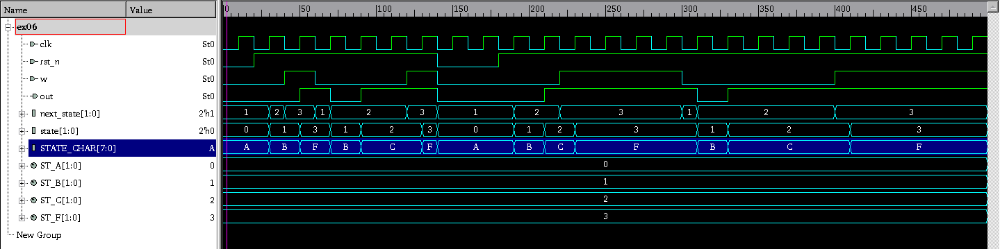 Name Value 0 50 100 150 200 250 300 350 400 450
ex06
clk St0
rst_n St0
w St0
out St0
next_state[1:0] 2'h1 1 2 3 1 2 3 1 2 3 1 2 3
state[1:0] 2'h0 0 1 3 1 2 3 0 1 2 3 1 2 3
STATE_CHAR[7:0] A A B F B C F A B C F B C F
ST_A[1:0] 0 0
ST_B[1:0] 1 1
ST_C[1:0] 2 2
ST_F[1:0] 3 3
New Group